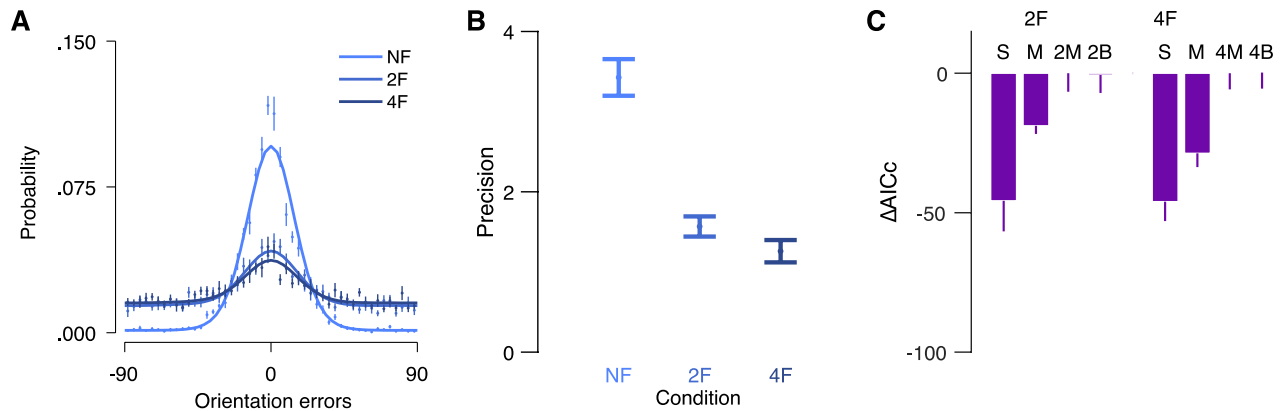 A
.150
.075
.000
Probability
-90
0
90
Orientation errors
NF
2F
4F
B
4
2
0
Precision
NF
2F
4F
Condition
C
2F
4F
S
M
2M
2B
S
M
4M
4B
0
-50
-100
ΔAICc